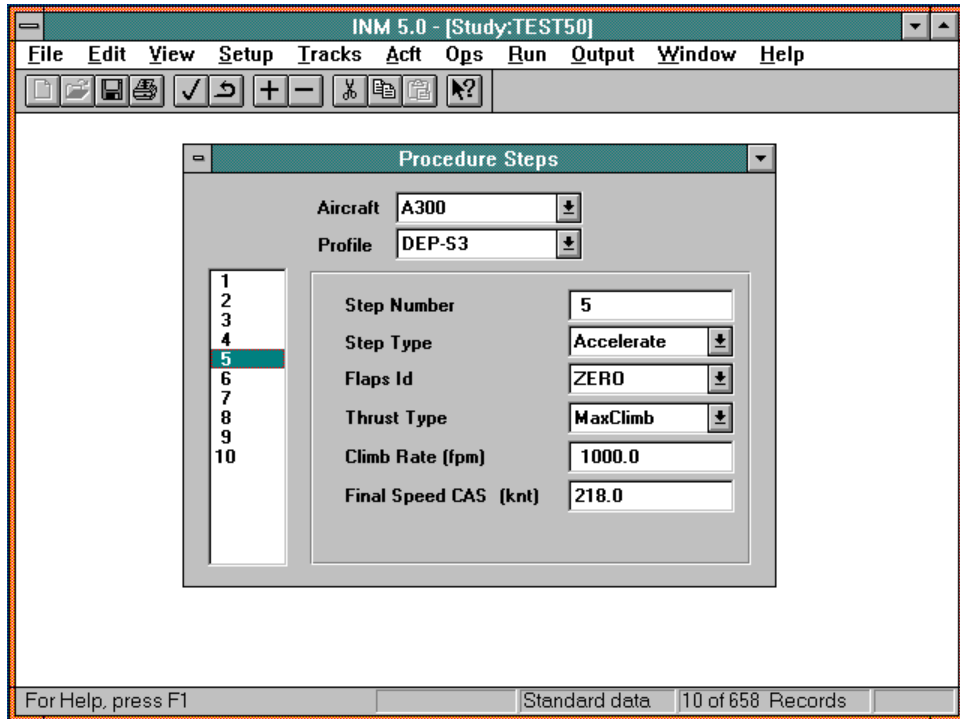 INM 5.0 - [Study:TEST50]
File Edit View Setup Tracks Acft Ops Run Output Window Help
Procedure Steps
Aircraft A300
Profile DEP-S3
1
2
3
4
5
6
7
8
9
10
Step Number 5
Step Type Accelerate
Flaps Id ZERO
Thrust Type MaxClimb
Climb Rate (fpm) 1000.0
Final Speed CAS (knt) 218.0
For Help, press F1 Standard data 10 of 658 Records